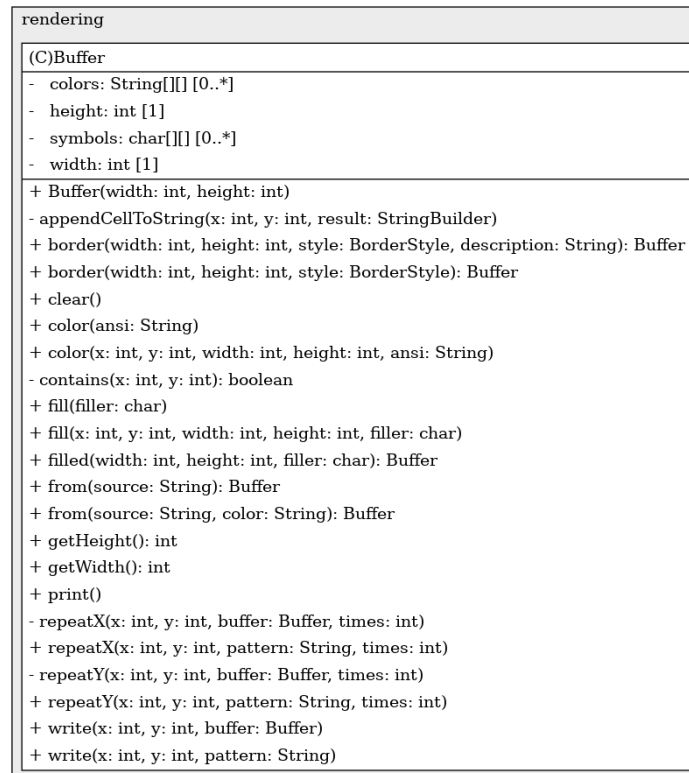 rendering
(C)Buffer
- colors: String[][] [0..*]
- height: int [1]
- symbols: char[][] [0..*]
- width: int [1]
+ Buffer(width: int, height: int)
- appendCellToString(x: int, y: int, result: StringBuilder)
+ border(width: int, height: int, style: BorderStyle, description: String): Buffer
+ border(width: int, height: int, style: BorderStyle): Buffer
+ clear()
+ color(ansi: String)
+ color(x: int, y: int, width: int, height: int, ansi: String)
- contains(x: int, y: int): boolean
+ fill(filler: char)
+ fill(x: int, y: int, width: int, height: int, filler: char)
+ filled(width: int, height: int, filler: char): Buffer
+ from(source: String): Buffer
+ from(source: String, color: String): Buffer
+ getHeight(): int
+ getWidth(): int
+ print()
- repeatX(x: int, y: int, buffer: Buffer, times: int)
+ repeatX(x: int, y: int, pattern: String, times: int)
- repeatY(x: int, y: int, buffer: Buffer, times: int)
+ repeatY(x: int, y: int, pattern: String, times: int)
+ write(x: int, y: int, buffer: Buffer)
+ write(x: int, y: int, pattern: String)